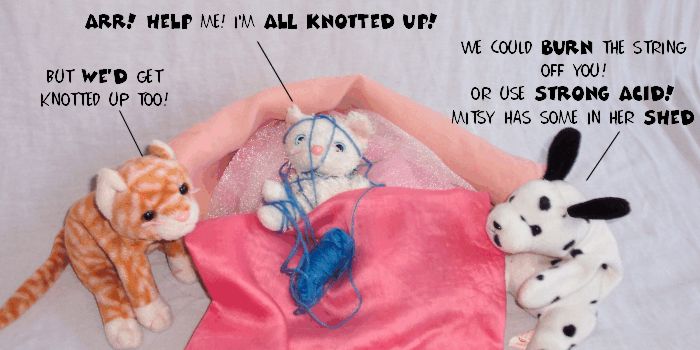 ARR! HELP ME! I'M ALL KNOTTED UP!
BUT WE'D GET
KNOTTED UP TOO!
WE COULD BURN THE STRING
OFF YOU!
OR USE STRONG ACID!
MITSY HAS SOME IN HER SHED